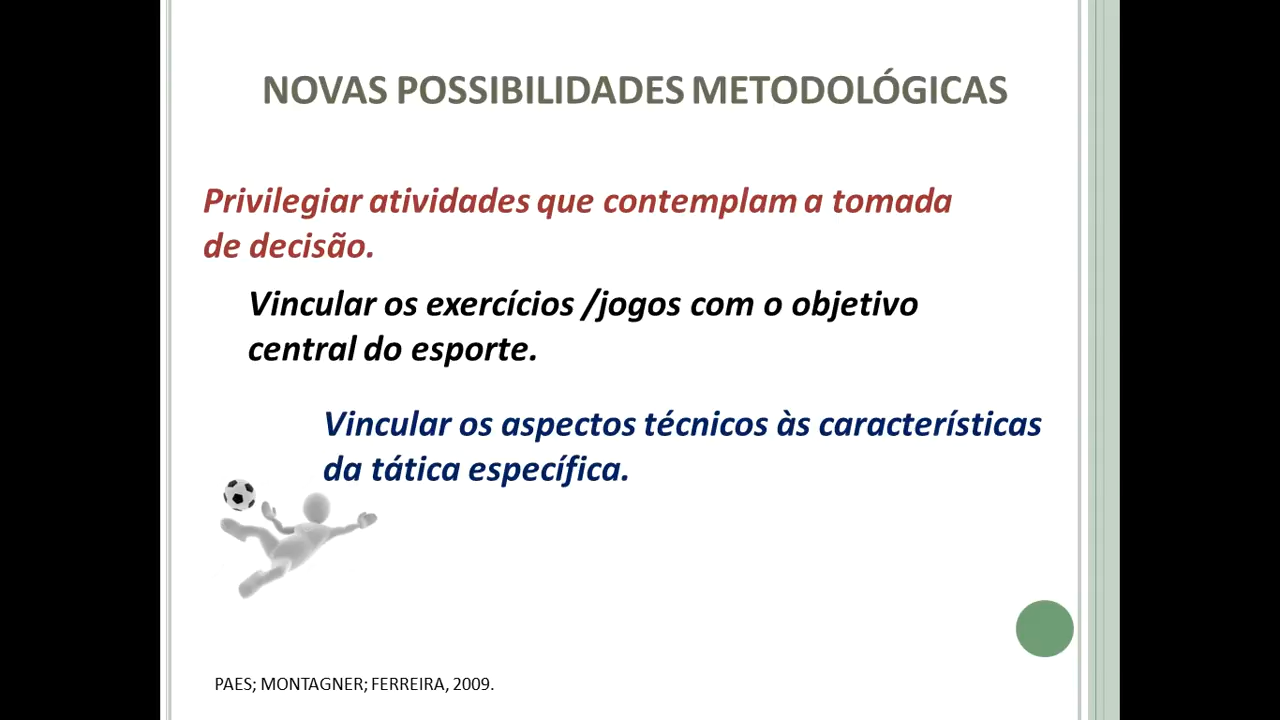 NOVAS POSSIBILIDADES METODOLÓGICAS
Privilegiar atividades que contemplam a tomada
de decisão.
Vincular os exercícios /jogos com o objetivo
central do esporte.
Vincular os aspectos técnicos às características
da tática específica.
PAES; MONTAGNER; FERREIRA, 2009.